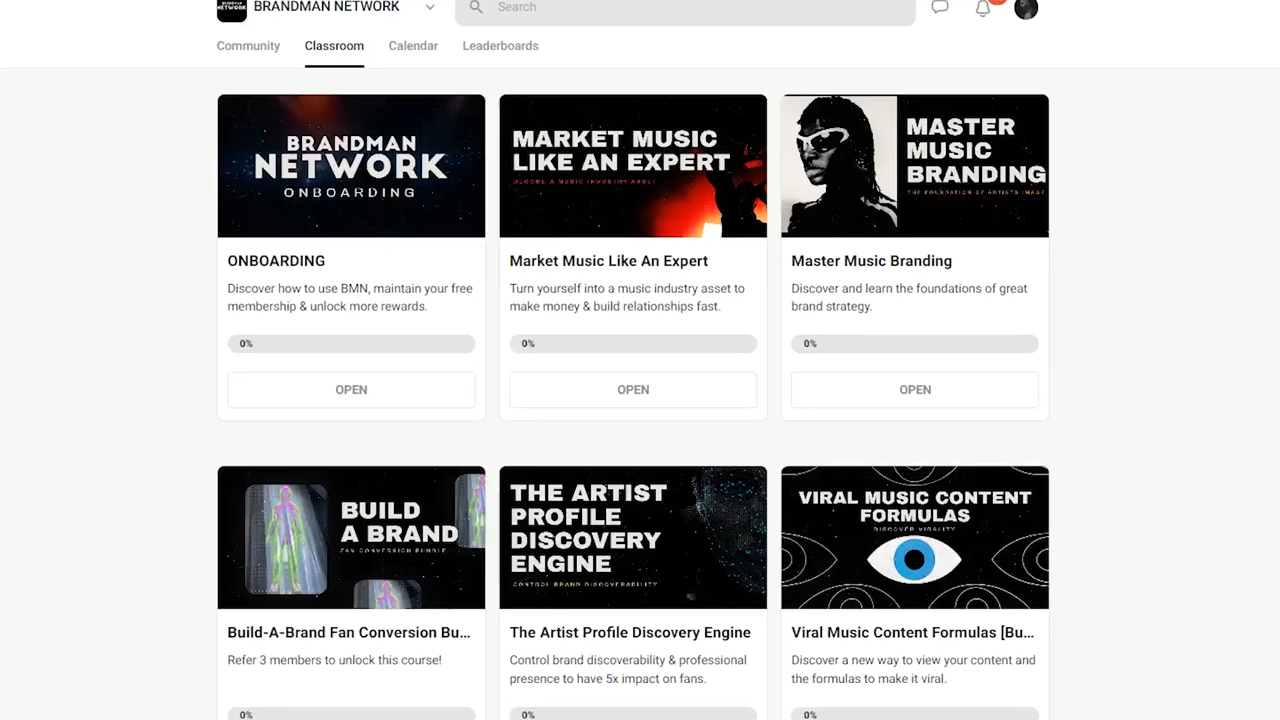 BRANDMAN NETWORK
Search
Community Classroom Calendar Leaderboards
BRANDMAN
NETWORK
ONBOARDING
MARKET MUSIC
LIKE AN EXPERT
BECOME A MUSIC INDUSTRY ASSET
MASTER
MUSIC
BRANDING
THE FOUNDATION OF ARTISTS IMAGE
ONBOARDING
Discover how to use BMN, maintain your free
membership & unlock more rewards.
0%
OPEN
Market Music Like An Expert
Turn yourself into a music industry asset to
make money & build relationships fast.
0%
OPEN
Master Music Branding
Discover and learn the foundations of great
brand strategy.
0%
OPEN
BUILD
A BRAND
FAN CONVERSION BUNDLE
THE ARTIST
PROFILE
DISCOVERY
ENGINE
CONTROL BRAND DISCOVERABILITY
VIRAL MUSIC CONTENT
FORMULAS
DISCOVER VIRALITY
Build-A-Brand Fan Conversion Bu...
Refer 3 members to unlock this course!
0%
The Artist Profile Discovery Engine
Control brand discoverability & professional
presence to have 5x impact on fans.
0%
Viral Music Content Formulas [Bu...
Discover a new way to view your content and
the formulas to make it viral.
0%